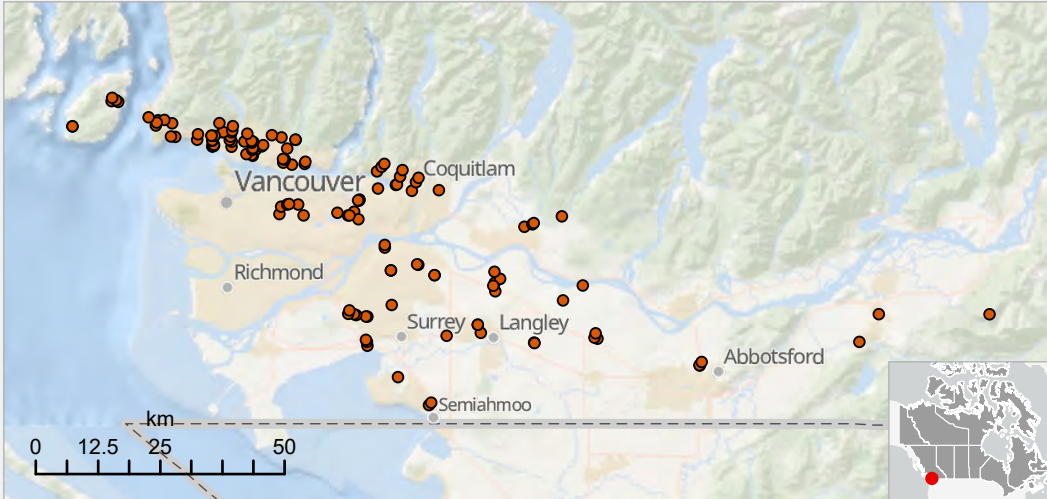 Coquitlam
Vancouver
Richmond
Surrey
Langley
Abbotsford
Semiahmoo
km
0 12.5 25 50